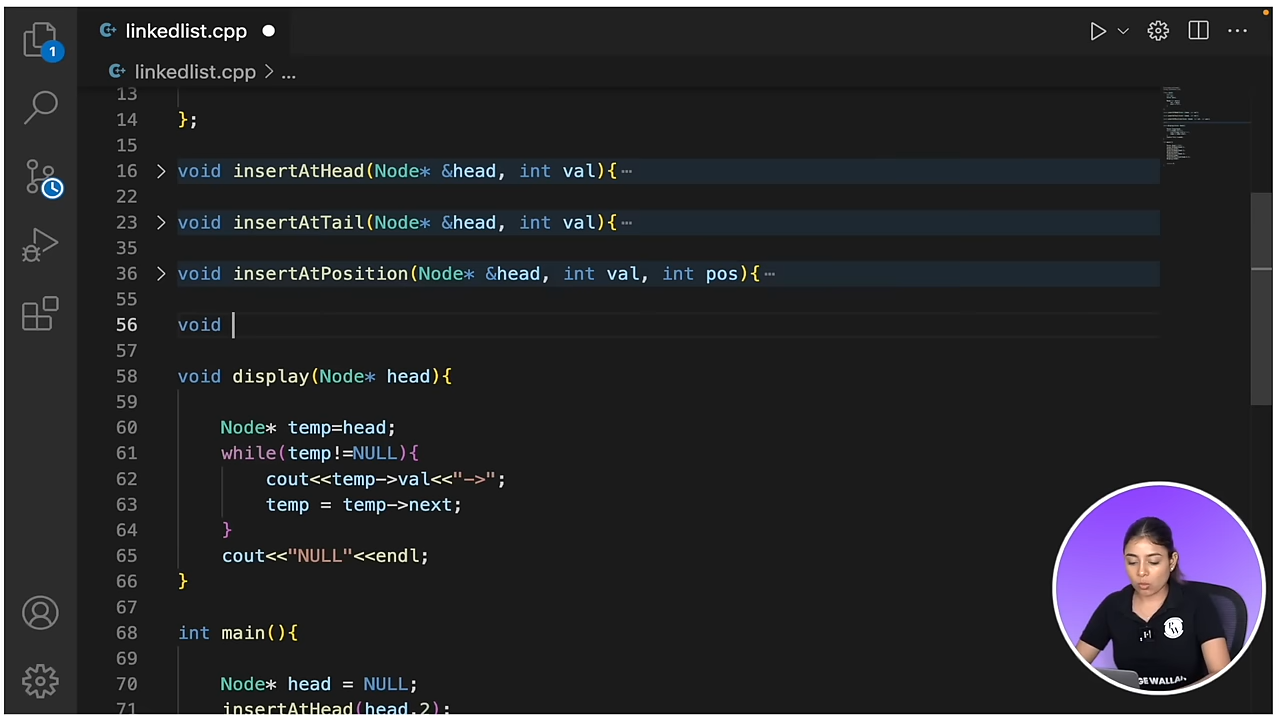 linkedlist.cpp
1
linkedlist.cpp > ...
13
14 };
15
16 void insertAtHead(Node* &head, int val){…
22
23 void insertAtTail(Node* &head, int val){…
35
36 void insertAtPosition(Node* &head, int val, int pos){…
55
56 void
57
58 void display(Node* head){
59
60 Node* temp=head;
61 while(temp!=NULL){
62 cout<<temp->val<<"->";
63 temp = temp->next;
64 }
65 cout<<"NULL"<<endl;
66 }
67
68 int main(){
69
70 Node* head = NULL;
71 insertAtHead(head,2);
PW
GE WALLAH